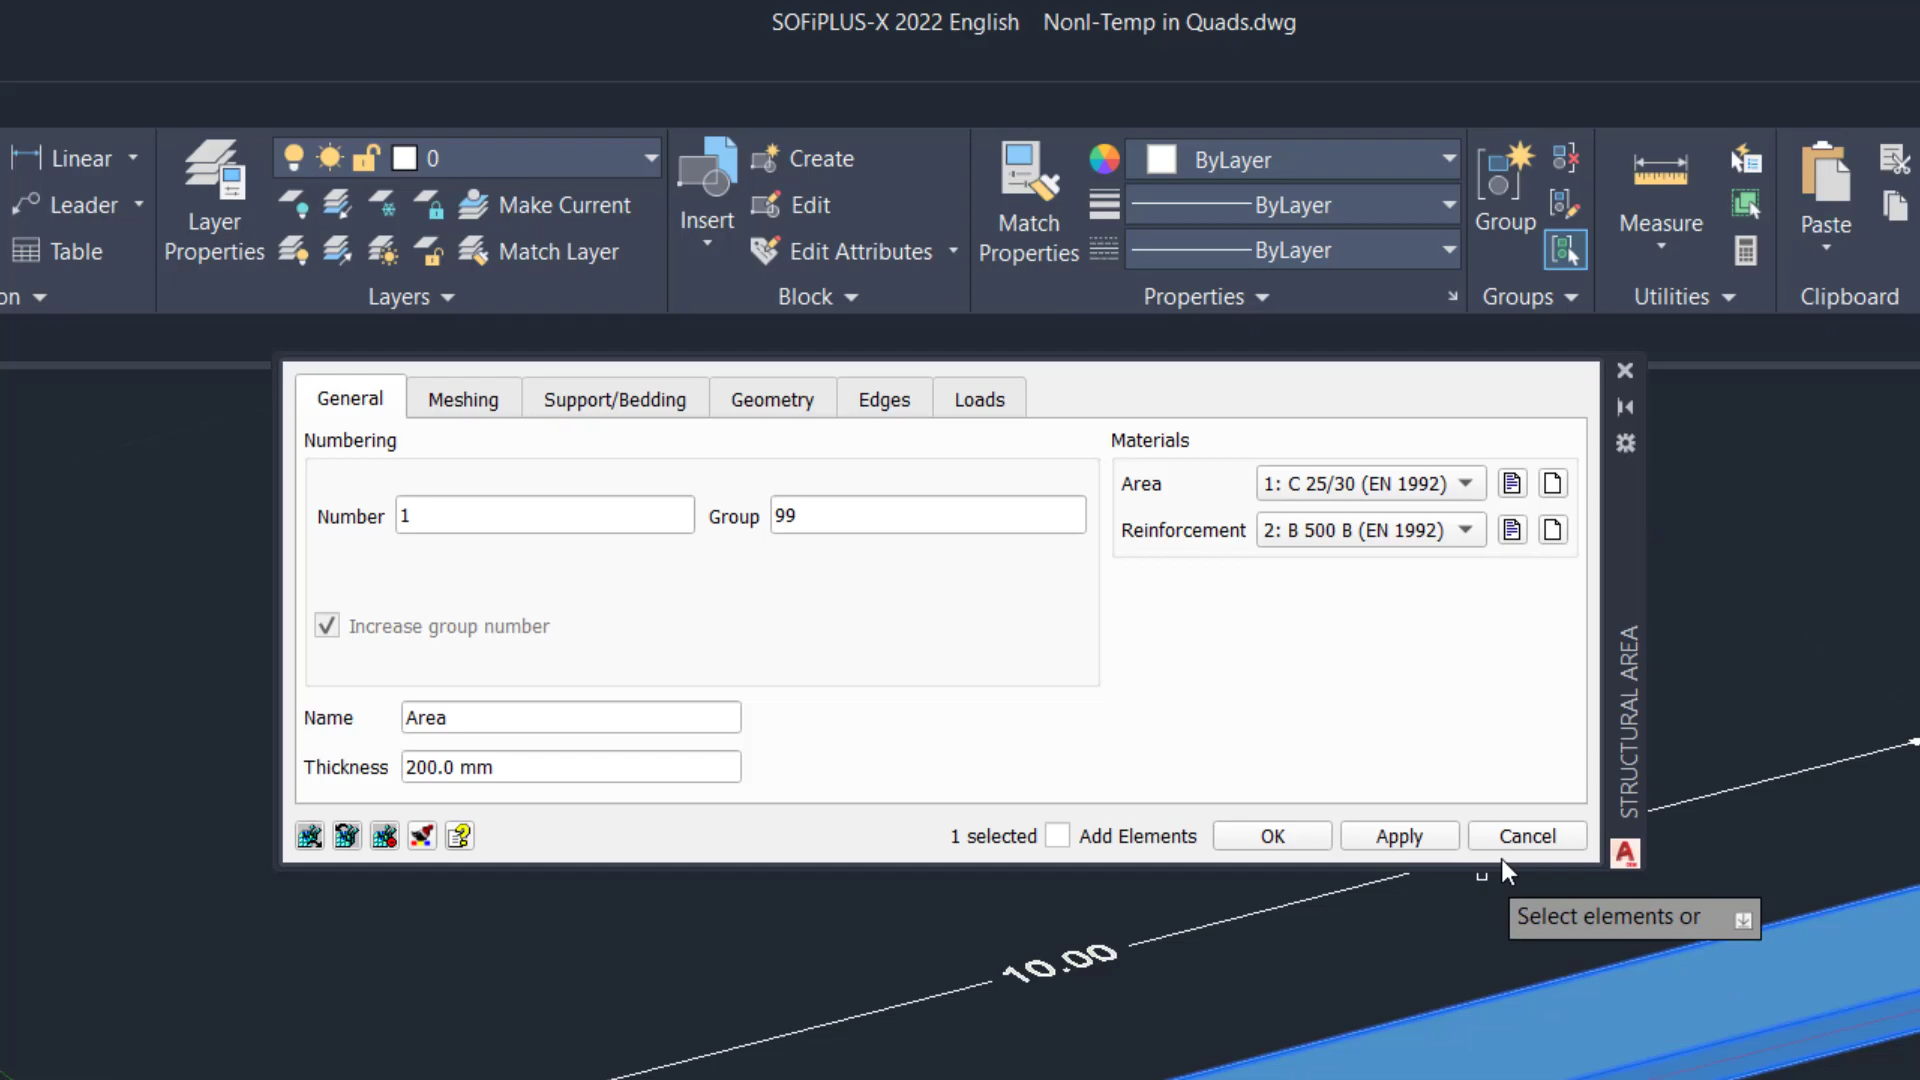 SOFiPLUS-X 2022 English NonI-Temp in Quads.dwg
Linear
Leader
Table
on
Layer
Properties
0
Make Current
Match Layer
Layers
Insert
Create
Edit
Edit Attributes
Block
Match
Properties
ByLayer
ByLayer
ByLayer
Properties
Group
Groups
Measure
Utilities
Paste
Clipboard
General Meshing Support/Bedding Geometry Edges Loads
Numbering
Number 1 Group 99
Increase group number
Name Area
Thickness 200.0 mm
Materials
Area 1: C 25/30 (EN 1992)
Reinforcement 2: B 500 B (EN 1992)
1 selected Add Elements OK Apply Cancel
STRUCTURAL AREA
Select elements or
10.00